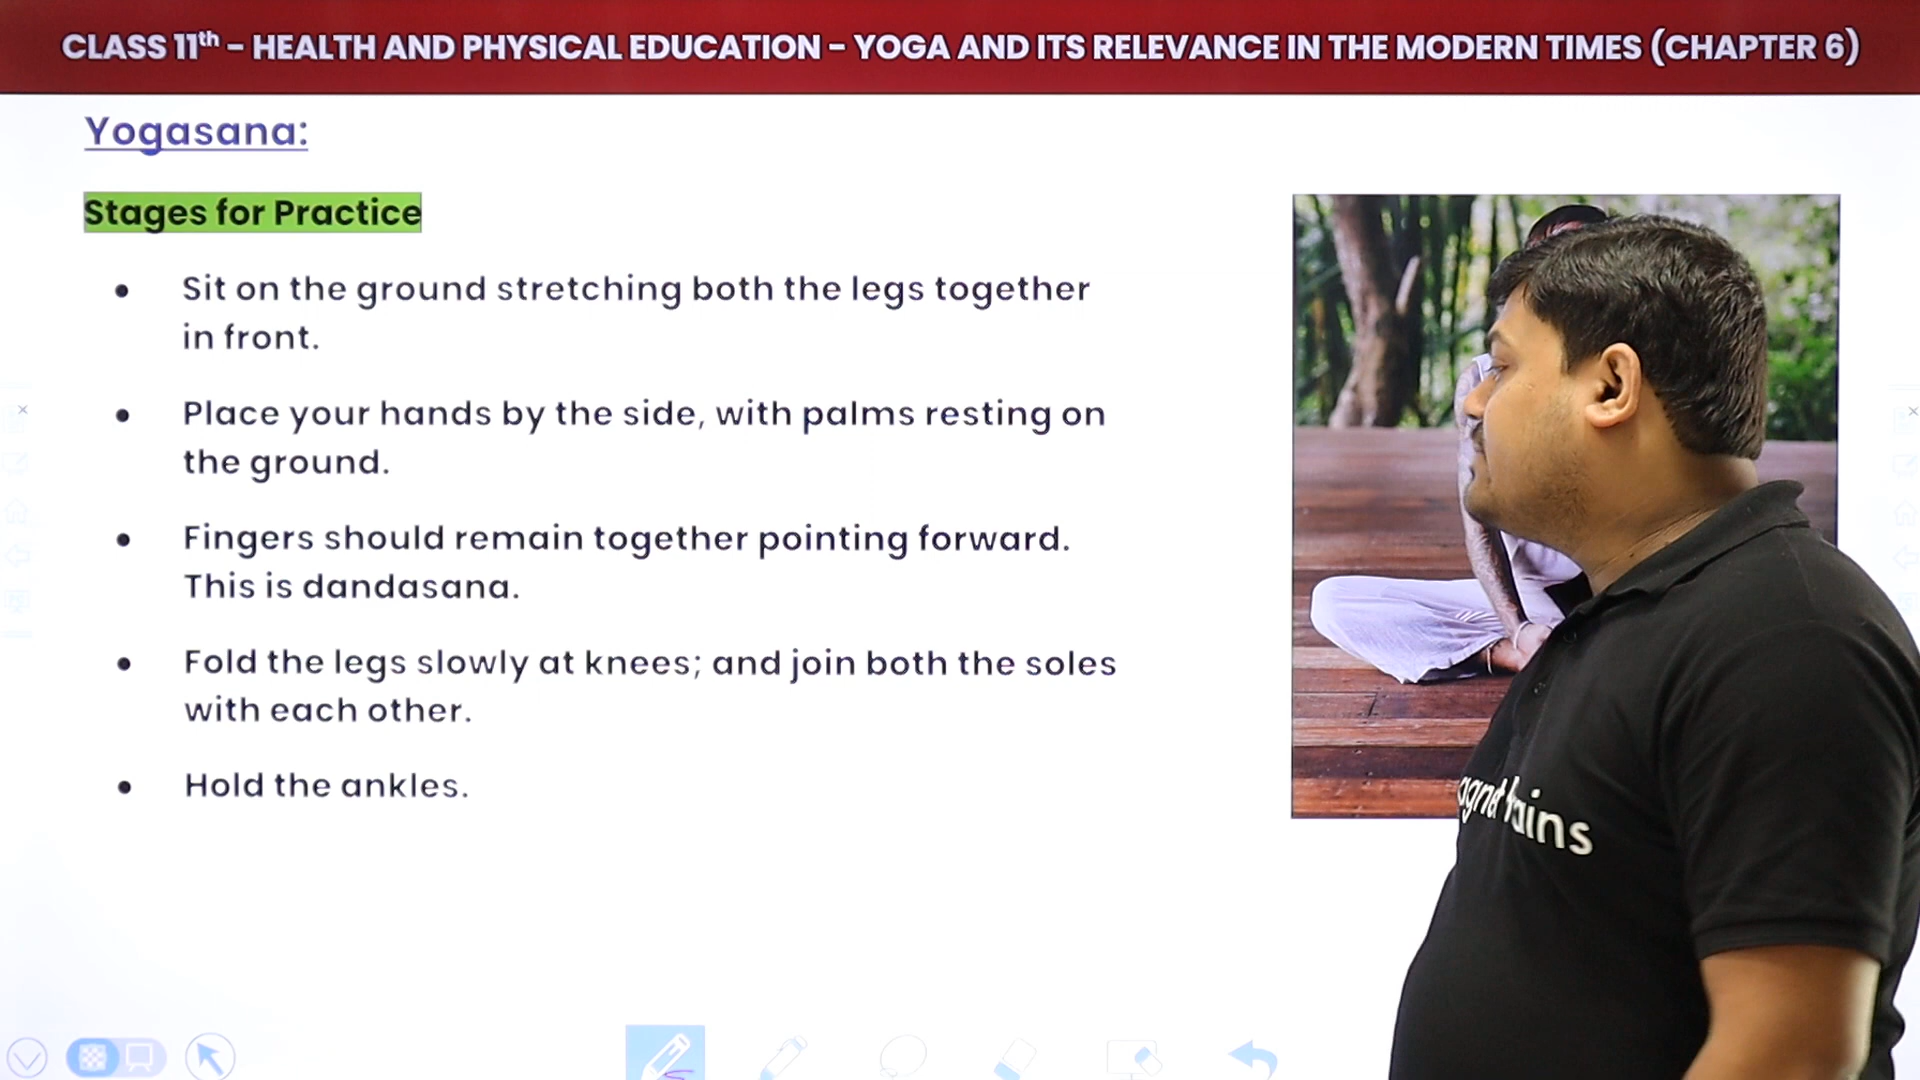 CLASS 11th – HEALTH AND PHYSICAL EDUCATION – YOGA AND ITS RELEVANCE IN THE MODERN TIMES (CHAPTER 6)
Yogasana:
Stages for Practice
• Sit on the ground stretching both the legs together
in front.
• Place your hands by the side, with palms resting on
the ground.
• Fingers should remain together pointing forward.
This is dandasana.
• Fold the legs slowly at knees; and join both the soles
with each other.
• Hold the ankles.